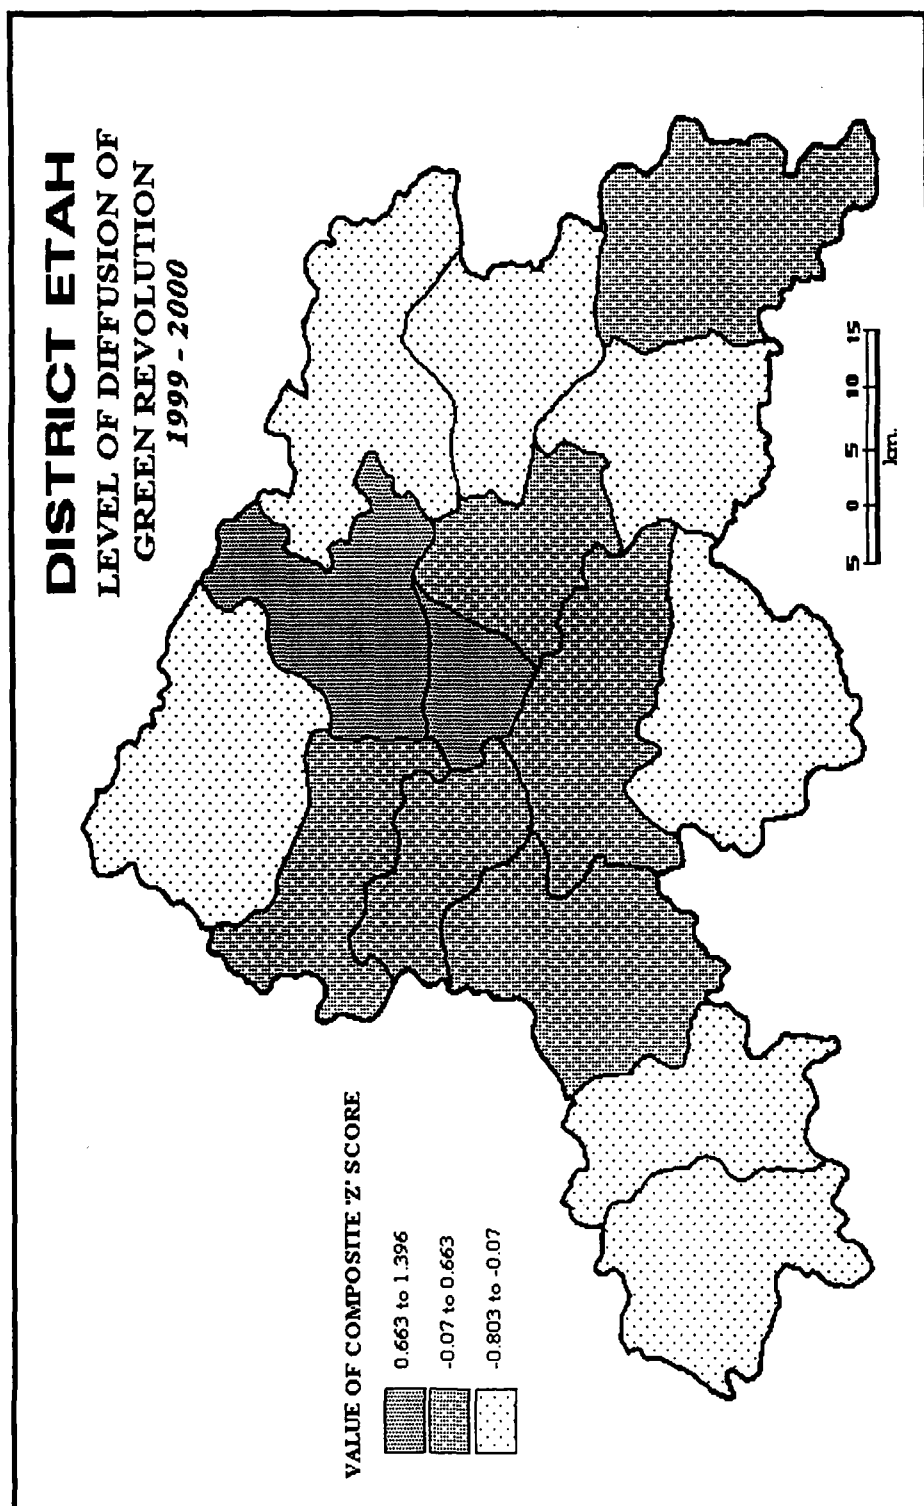 DISTRICT ETAH
LEVEL OF DIFFUSION OF
GREEN REVOLUTION
1999 - 2000
VALUE OF COMPOSITE 'Z' SCORE
0.663 to 1.396
-0.07 to 0.663
-0.803 to -0.07
5 0 5 10 15
km.